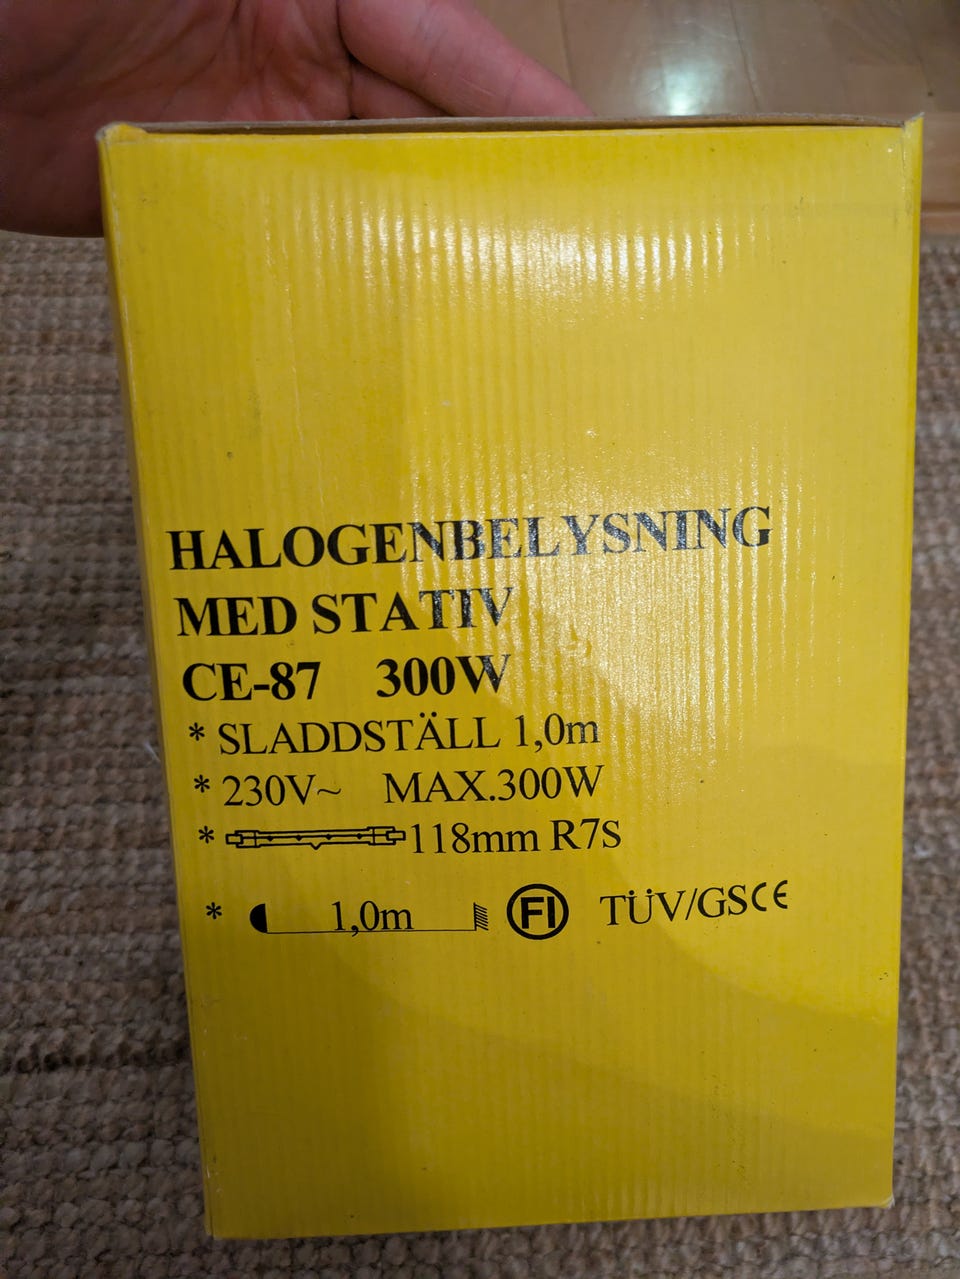 HALOGENBELYSNING
MED STATIV
CE-87 300W
* SLADDSTÄLL 1,0m
* 230V~ MAX.300W
* 118mm R7S
* 1,0m FI TÜV/GS CE